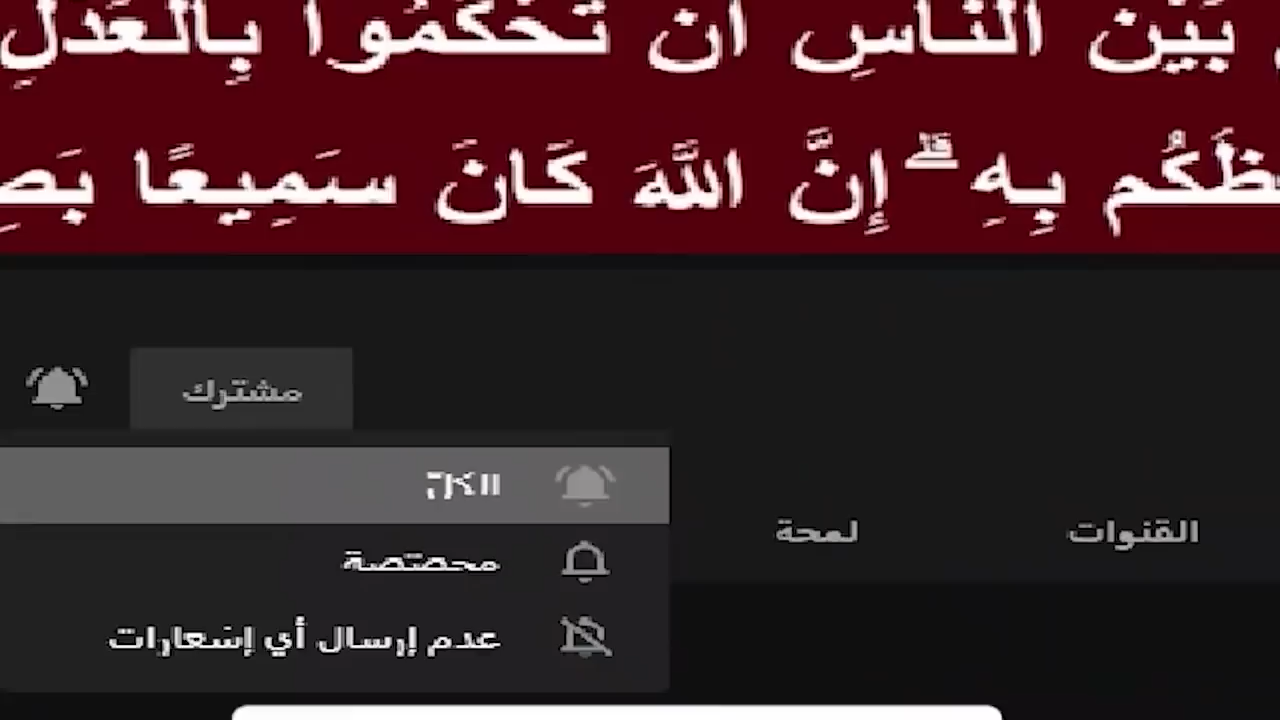 بَيْنَ النَّاسِ أَن تَحْكُمُوا بِالْعَدْلِ
بِهِ ۗ إِنَّ اللَّهَ كَانَ سَمِيعًا
مشترك
الكل
القنوات لمحة
مخصصة
عدم إرسال أي إشعارات